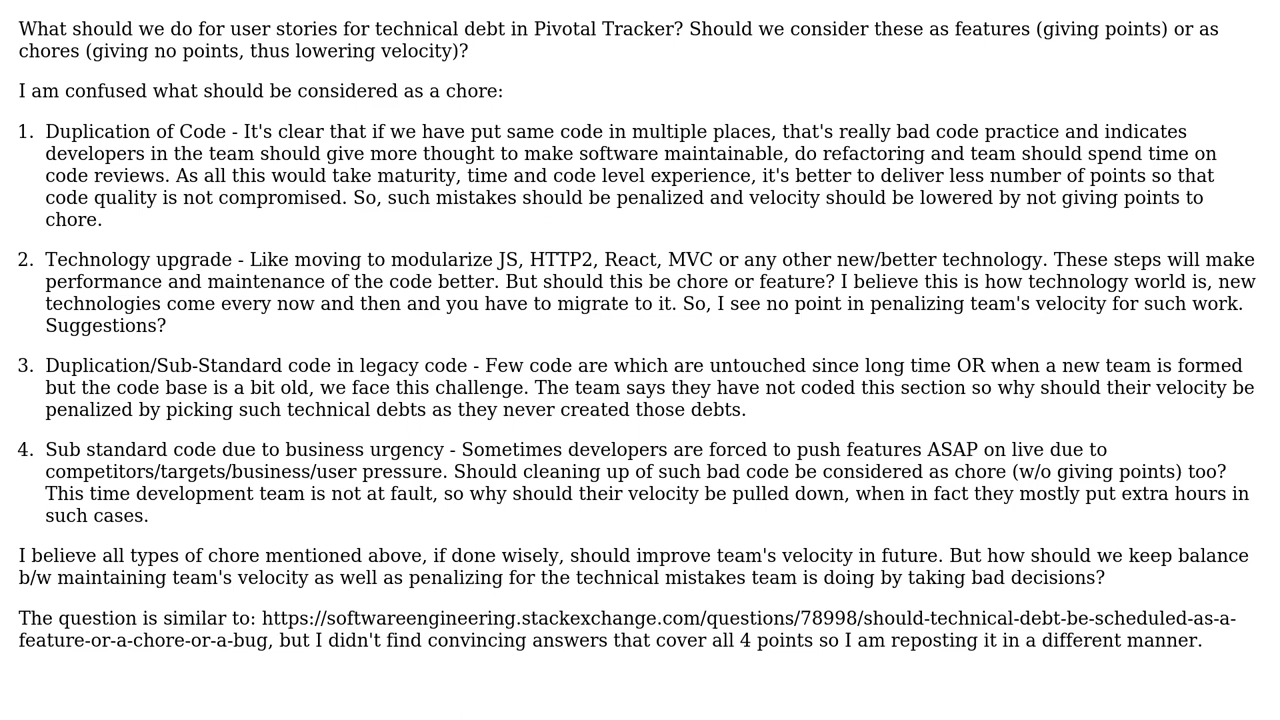 What should we do for user stories for technical debt in Pivotal Tracker? Should we consider these as features (giving points) or as
chores (giving no points, thus lowering velocity)?
I am confused what should be considered as a chore:
1. Duplication of Code - It's clear that if we have put same code in multiple places, that's really bad code practice and indicates
developers in the team should give more thought to make software maintainable, do refactoring and team should spend time on
code reviews. As all this would take maturity, time and code level experience, it's better to deliver less number of points so that
code quality is not compromised. So, such mistakes should be penalized and velocity should be lowered by not giving points to
chore.
2. Technology upgrade - Like moving to modularize JS, HTTP2, React, MVC or any other new/better technology. These steps will make
performance and maintenance of the code better. But should this be chore or feature? I believe this is how technology world is, new
technologies come every now and then and you have to migrate to it. So, I see no point in penalizing team's velocity for such work.
Suggestions?
3. Duplication/Sub-Standard code in legacy code - Few code are which are untouched since long time OR when a new team is formed
but the code base is a bit old, we face this challenge. The team says they have not coded this section so why should their velocity be
penalized by picking such technical debts as they never created those debts.
4. Sub standard code due to business urgency - Sometimes developers are forced to push features ASAP on live due to
competitors/targets/business/user pressure. Should cleaning up of such bad code be considered as chore (w/o giving points) too?
This time development team is not at fault, so why should their velocity be pulled down, when in fact they mostly put extra hours in
such cases.
I believe all types of chore mentioned above, if done wisely, should improve team's velocity in future. But how should we keep balance
b/w maintaining team's velocity as well as penalizing for the technical mistakes team is doing by taking bad decisions?
The question is similar to: https://softwareengineering.stackexchange.com/questions/78998/should-technical-debt-be-scheduled-as-a-
feature-or-a-chore-or-a-bug, but I didn't find convincing answers that cover all 4 points so I am reposting it in a different manner.